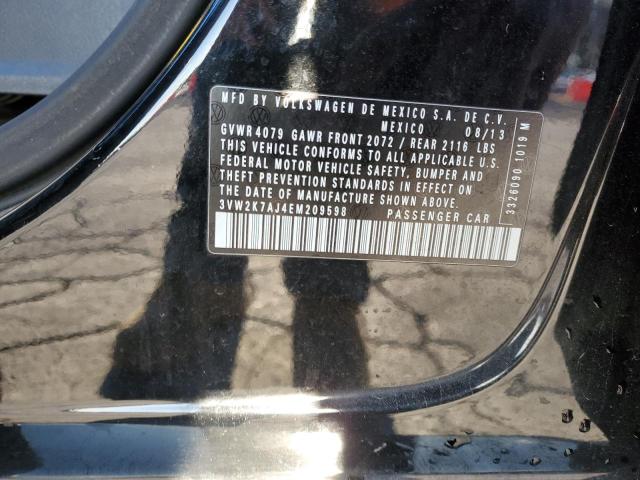 MFD BY VOLKSWAGEN DE MEXICO S.A. DE C.V.
MEXICO 08/13
GVWR 4079 GAWR FRONT 2072 / REAR 2116 LBS
THIS VEHICLE CONFORMS TO ALL APPLICABLE U.S.
FEDERAL MOTOR VEHICLE SAFETY, BUMPER AND
THEFT PREVENTION STANDARDS IN EFFECT ON
THE DATE OF MANUFACTURE SHOWN ABOVE.
3VW2K7AJ4EM209598 PASSENGER CAR
3326090 1019 M